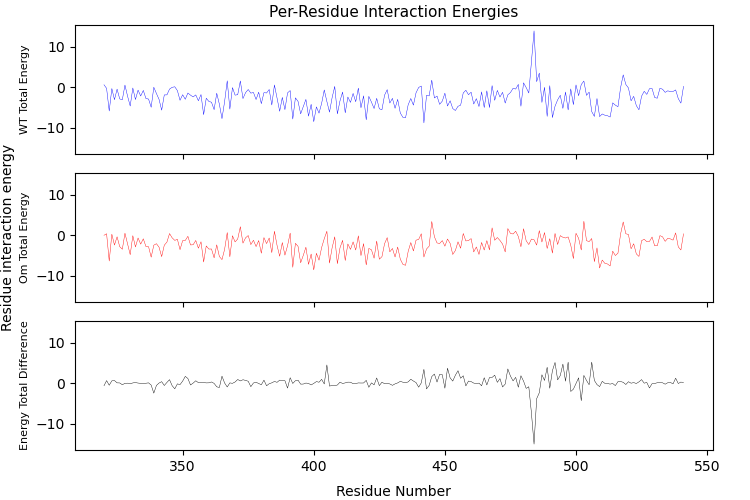 Per-Residue Interaction Energies
WT Total Energy
10
0
−10
Residue interaction energy
Om Total Energy
10
0
−10
Energy Total Difference
10
0
−10
350
400
450
500
550
Residue Number